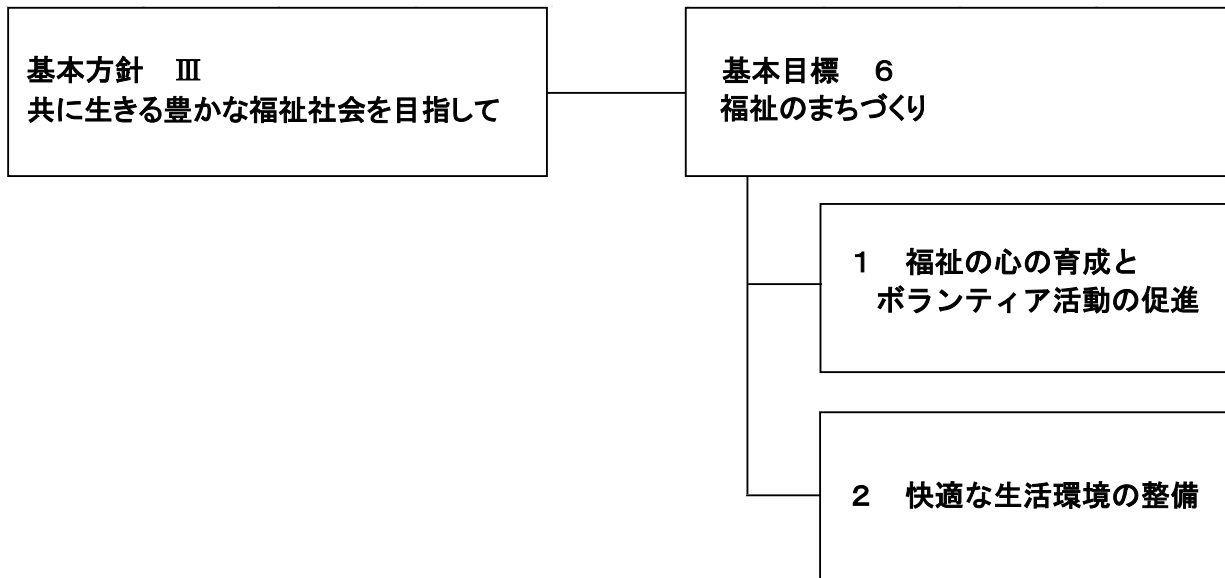 基本方針　Ⅲ
共に生きる豊かな福祉社会を目指して
基本目標　６
福祉のまちづくり
１　福祉の心の育成と
ボランティア活動の促進
２　快適な生活環境の整備